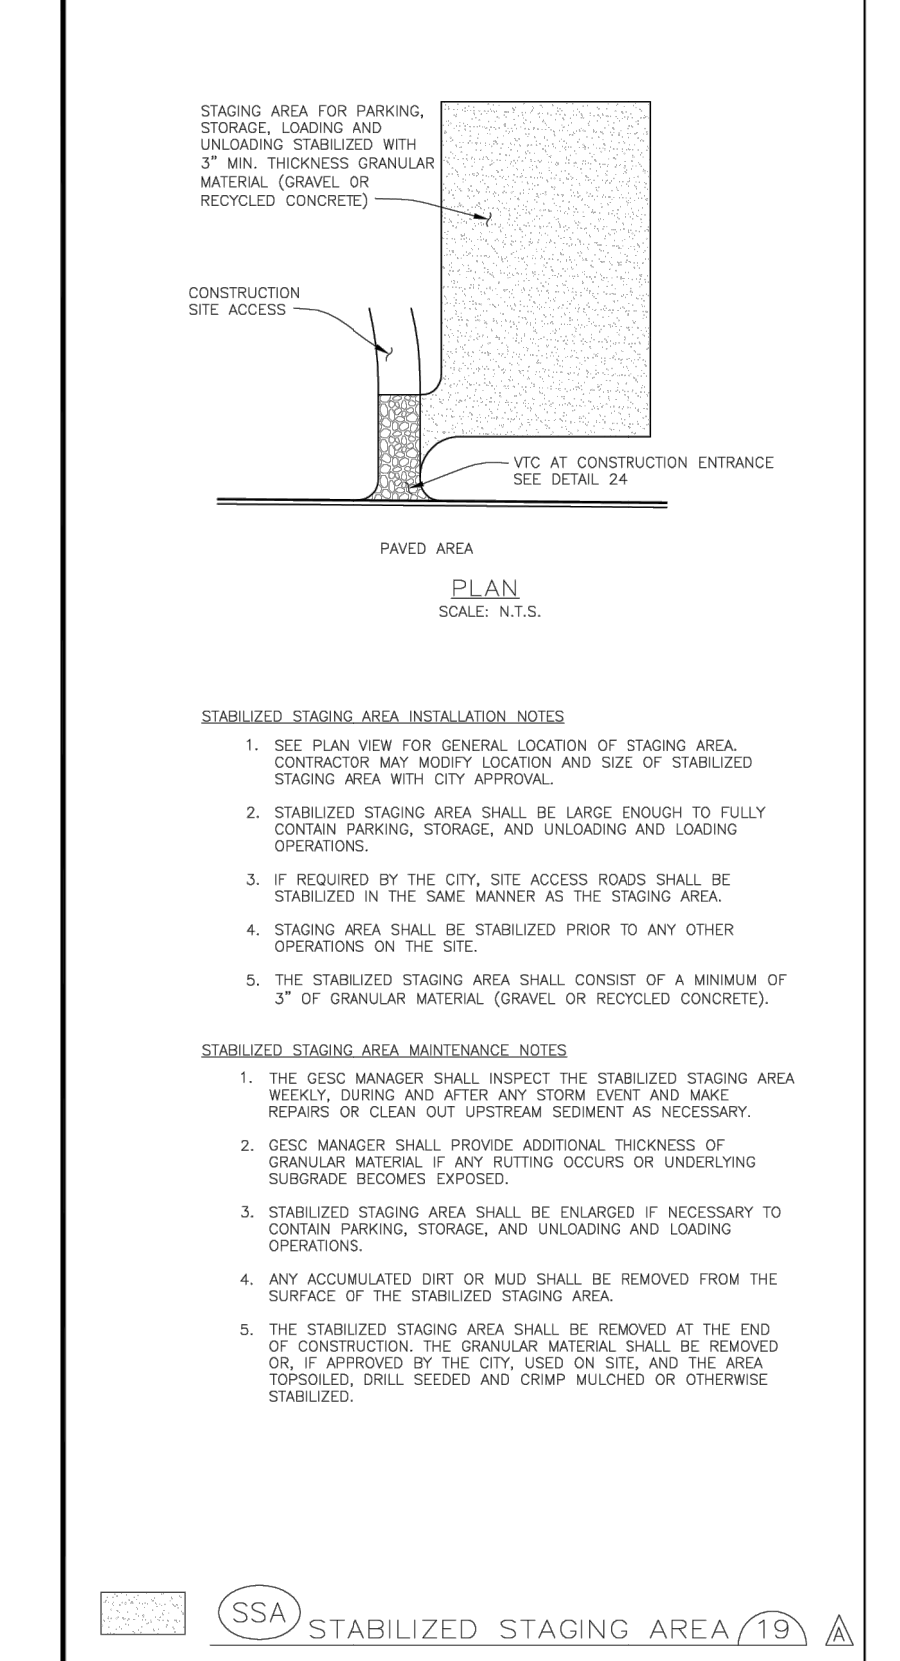 STAGING AREA FOR PARKING,
STORAGE, LOADING AND
UNLOADING STABILIZED WITH
3" MIN. THICKNESS GRANULAR
MATERIAL (GRAVEL OR
RECYCLED CONCRETE)
CONSTRUCTION
SITE ACCESS
VTC AT CONSTRUCTION ENTRANCE
SEE DETAIL 24
PAVED AREA
PLAN
SCALE: N.T.S.
STABILIZED STAGING AREA INSTALLATION NOTES
1. SEE PLAN VIEW FOR GENERAL LOCATION OF STAGING AREA.
CONTRACTOR MAY MODIFY LOCATION AND SIZE OF STABILIZED
STAGING AREA WITH CITY APPROVAL.
2. STABILIZED STAGING AREA SHALL BE LARGE ENOUGH TO FULLY
CONTAIN PARKING, STORAGE, AND UNLOADING AND LOADING
OPERATIONS.
3. IF REQUIRED BY THE CITY, SITE ACCESS ROADS SHALL BE
STABILIZED IN THE SAME MANNER AS THE STAGING AREA.
4. STAGING AREA SHALL BE STABILIZED PRIOR TO ANY OTHER
OPERATIONS ON THE SITE.
5. THE STABILIZED STAGING AREA SHALL CONSIST OF A MINIMUM OF
3" OF GRANULAR MATERIAL (GRAVEL OR RECYCLED CONCRETE).
STABILIZED STAGING AREA MAINTENANCE NOTES
1. THE GESC MANAGER SHALL INSPECT THE STABILIZED STAGING AREA
WEEKLY, DURING AND AFTER ANY STORM EVENT AND MAKE
REPAIRS OR CLEAN OUT UPSTREAM SEDIMENT AS NECESSARY.
2. GESC MANAGER SHALL PROVIDE ADDITIONAL THICKNESS OF
GRANULAR MATERIAL IF ANY RUTTING OCCURS OR UNDERLYING
SUBGRADE BECOMES EXPOSED.
3. STABILIZED STAGING AREA SHALL BE ENLARGED IF NECESSARY TO
CONTAIN PARKING, STORAGE, AND UNLOADING AND LOADING
OPERATIONS.
4. ANY ACCUMULATED DIRT OR MUD SHALL BE REMOVED FROM THE
SURFACE OF THE STABILIZED STAGING AREA.
5. THE STABILIZED STAGING AREA SHALL BE REMOVED AT THE END
OF CONSTRUCTION. THE GRANULAR MATERIAL SHALL BE REMOVED
OR, IF APPROVED BY THE CITY, USED ON SITE, AND THE AREA
TOPSOILED, DRILL SEEDED AND CRIMP MULCHED OR OTHERWISE
STABILIZED.
SSA STABILIZED STAGING AREA 19 A